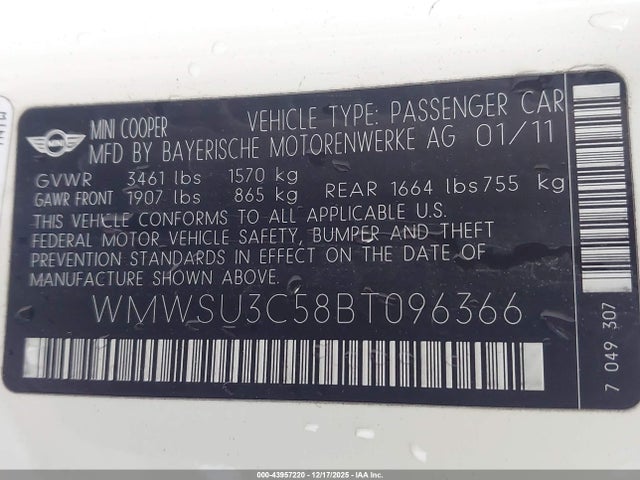 MINI
MINI COOPER VEHICLE TYPE: PASSENGER CAR
MFD BY BAYERISCHE MOTORENWERKE AG 01/11
GVWR 3461 lbs 1570 kg
GAWR FRONT 1907 lbs 865 kg REAR 1664 lbs 755 kg
THIS VEHICLE CONFORMS TO ALL APPLICABLE U.S.
FEDERAL MOTOR VEHICLE SAFETY, BUMPER AND THEFT
PREVENTION STANDARDS IN EFFECT ON THE DATE OF
MANUFACTURE SHOWN ABOVE.
WMWSU3C58BT096366
7 049 307
000-43957220 - 12/17/2025 - IAA Inc.